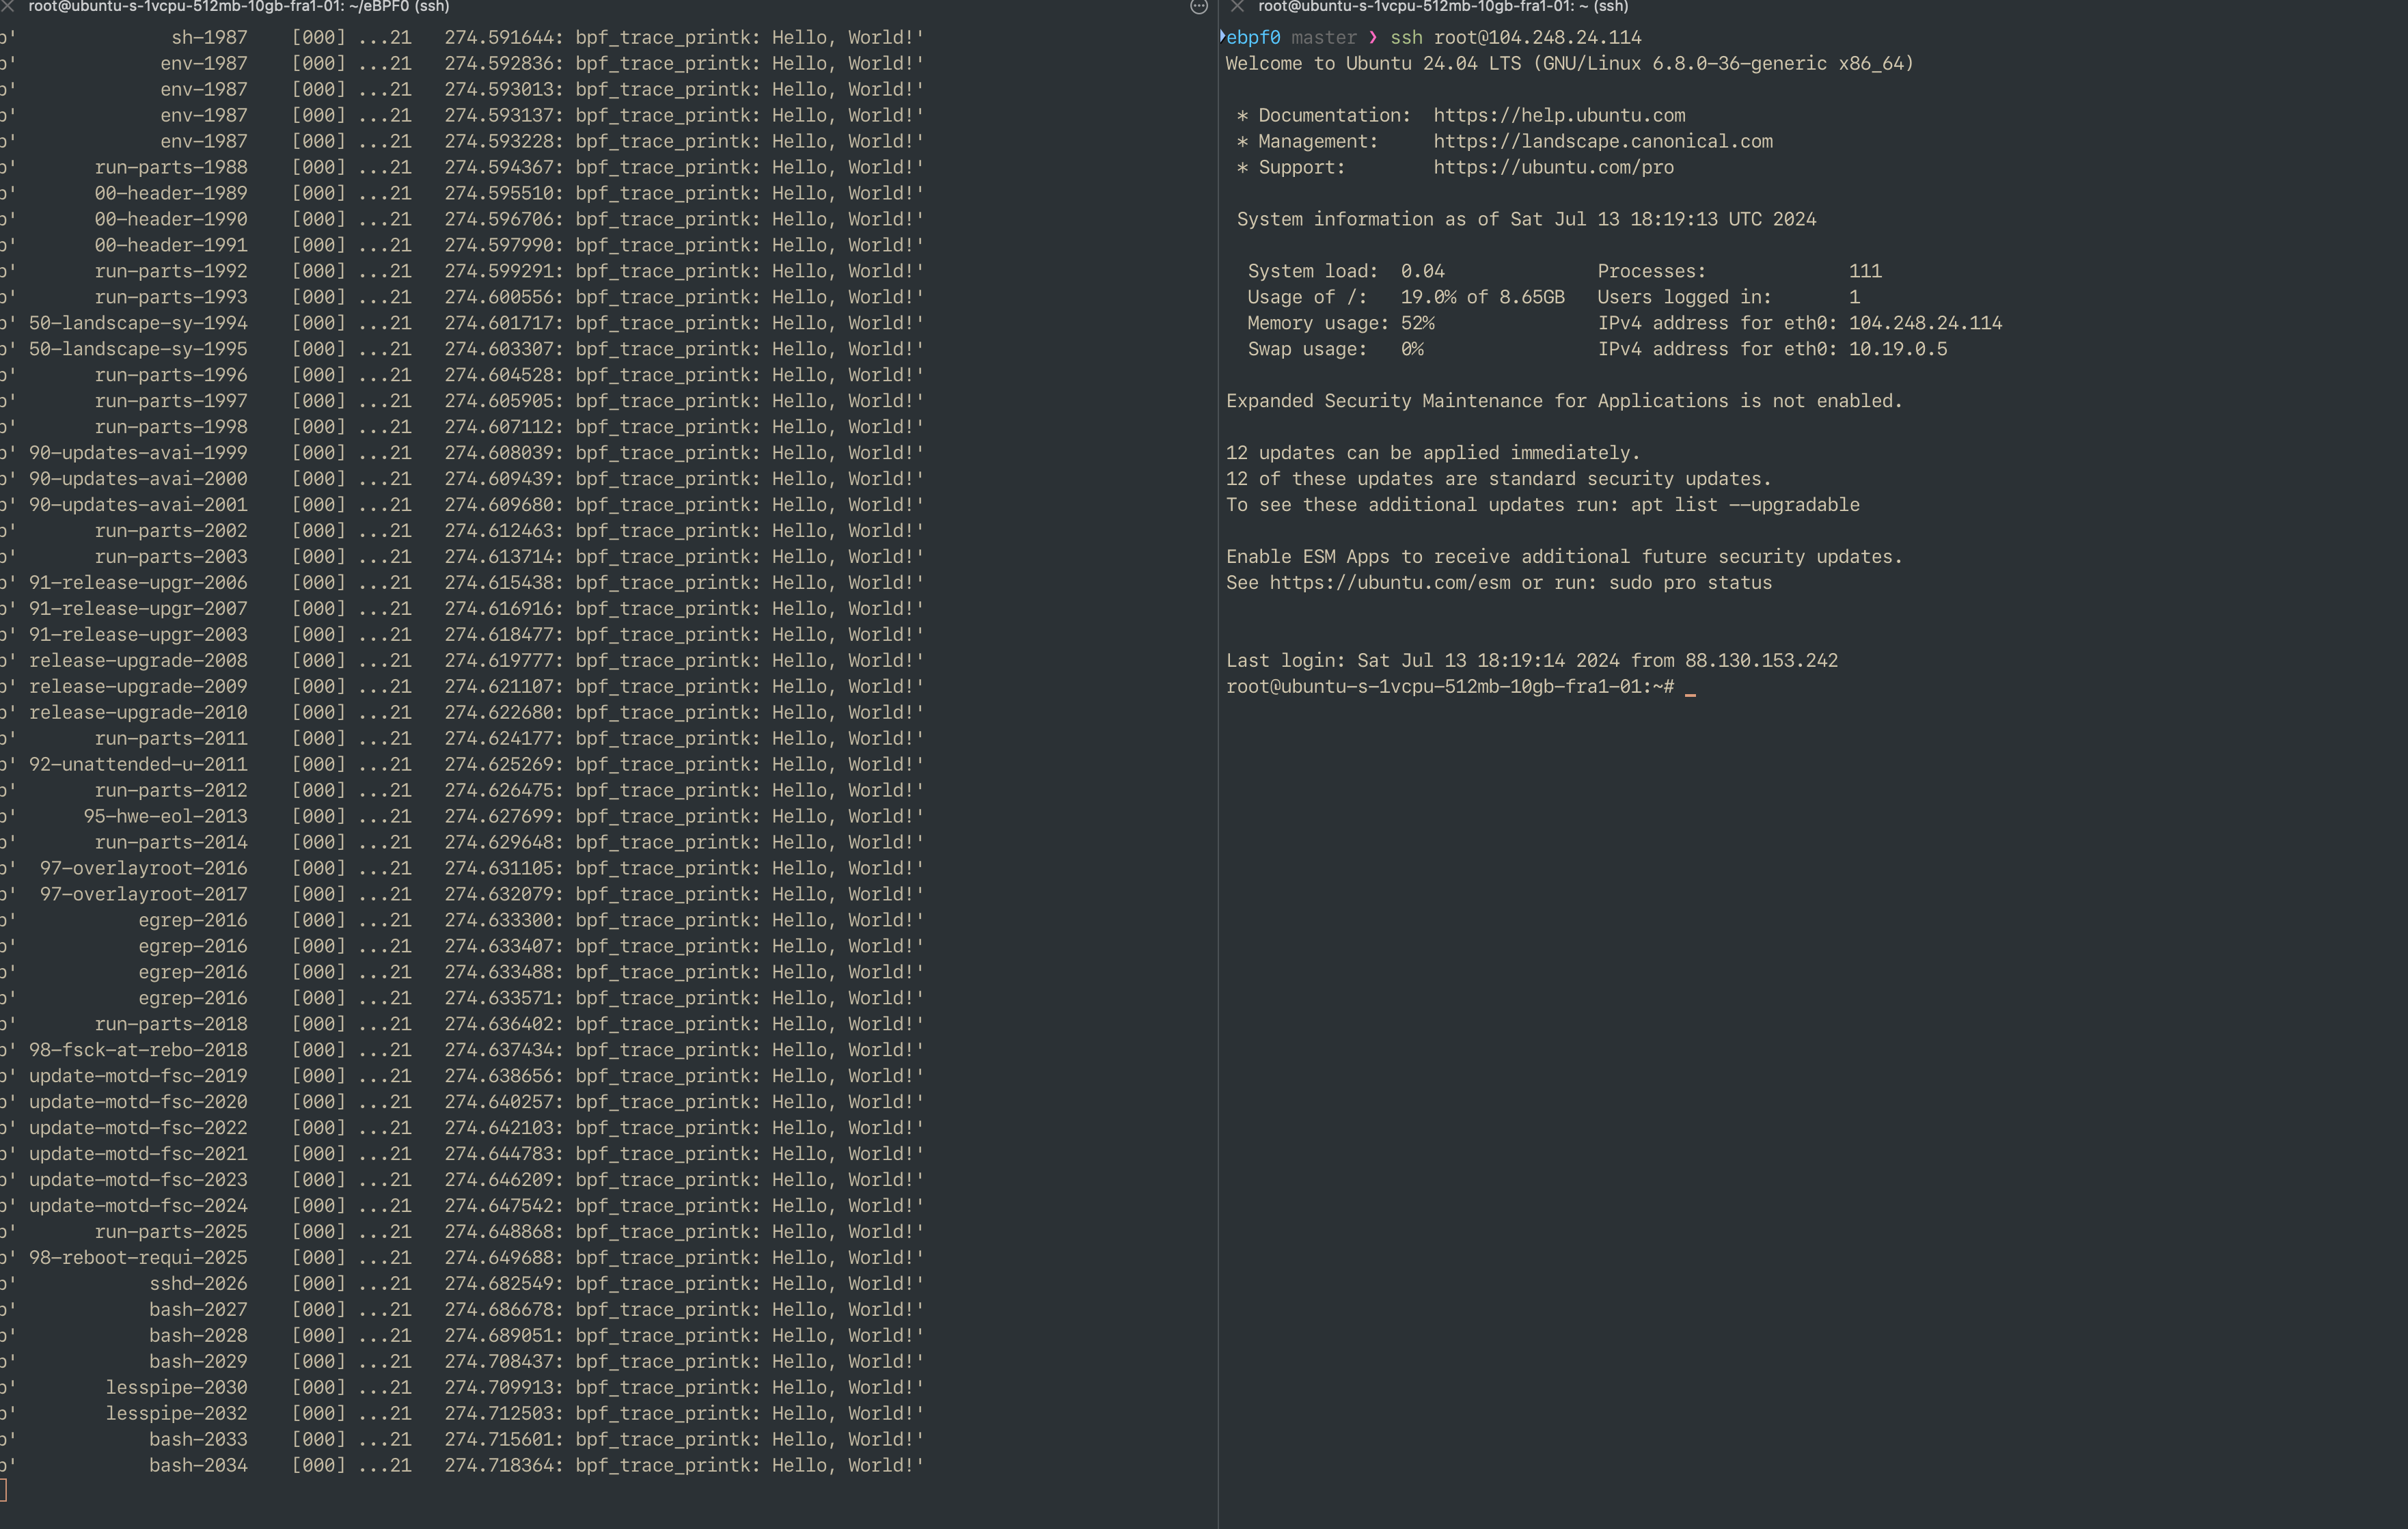 root@ubuntu-s-1vcpu-512mb-10gb-fra1-01: ~/eBPF0 (ssh)
b' sh-1987 [000] ...21 274.591644: bpf_trace_printk: Hello, World!'
b' env-1987 [000] ...21 274.592836: bpf_trace_printk: Hello, World!'
b' env-1987 [000] ...21 274.593013: bpf_trace_printk: Hello, World!'
b' env-1987 [000] ...21 274.593137: bpf_trace_printk: Hello, World!'
b' env-1987 [000] ...21 274.593228: bpf_trace_printk: Hello, World!'
b' run-parts-1988 [000] ...21 274.594367: bpf_trace_printk: Hello, World!'
b' 00-header-1989 [000] ...21 274.595510: bpf_trace_printk: Hello, World!'
b' 00-header-1990 [000] ...21 274.596706: bpf_trace_printk: Hello, World!'
b' 00-header-1991 [000] ...21 274.597990: bpf_trace_printk: Hello, World!'
b' run-parts-1992 [000] ...21 274.599291: bpf_trace_printk: Hello, World!'
b' run-parts-1993 [000] ...21 274.600556: bpf_trace_printk: Hello, World!'
b' 50-landscape-sy-1994 [000] ...21 274.601717: bpf_trace_printk: Hello, World!'
b' 50-landscape-sy-1995 [000] ...21 274.603307: bpf_trace_printk: Hello, World!'
b' run-parts-1996 [000] ...21 274.604528: bpf_trace_printk: Hello, World!'
b' run-parts-1997 [000] ...21 274.605905: bpf_trace_printk: Hello, World!'
b' run-parts-1998 [000] ...21 274.607112: bpf_trace_printk: Hello, World!'
b' 90-updates-avai-1999 [000] ...21 274.608039: bpf_trace_printk: Hello, World!'
b' 90-updates-avai-2000 [000] ...21 274.609439: bpf_trace_printk: Hello, World!'
b' 90-updates-avai-2001 [000] ...21 274.609680: bpf_trace_printk: Hello, World!'
b' run-parts-2002 [000] ...21 274.612463: bpf_trace_printk: Hello, World!'
b' run-parts-2003 [000] ...21 274.613714: bpf_trace_printk: Hello, World!'
b' 91-release-upgr-2006 [000] ...21 274.615438: bpf_trace_printk: Hello, World!'
b' 91-release-upgr-2007 [000] ...21 274.616916: bpf_trace_printk: Hello, World!'
b' 91-release-upgr-2003 [000] ...21 274.618477: bpf_trace_printk: Hello, World!'
b' release-upgrade-2008 [000] ...21 274.619777: bpf_trace_printk: Hello, World!'
b' release-upgrade-2009 [000] ...21 274.621107: bpf_trace_printk: Hello, World!'
b' release-upgrade-2010 [000] ...21 274.622680: bpf_trace_printk: Hello, World!'
b' run-parts-2011 [000] ...21 274.624177: bpf_trace_printk: Hello, World!'
b' 92-unattended-u-2011 [000] ...21 274.625269: bpf_trace_printk: Hello, World!'
b' run-parts-2012 [000] ...21 274.626475: bpf_trace_printk: Hello, World!'
b' 95-hwe-eol-2013 [000] ...21 274.627699: bpf_trace_printk: Hello, World!'
b' run-parts-2014 [000] ...21 274.629648: bpf_trace_printk: Hello, World!'
b' 97-overlayroot-2016 [000] ...21 274.631105: bpf_trace_printk: Hello, World!'
b' 97-overlayroot-2017 [000] ...21 274.632079: bpf_trace_printk: Hello, World!'
b' egrep-2016 [000] ...21 274.633300: bpf_trace_printk: Hello, World!'
b' egrep-2016 [000] ...21 274.633407: bpf_trace_printk: Hello, World!'
b' egrep-2016 [000] ...21 274.633488: bpf_trace_printk: Hello, World!'
b' egrep-2016 [000] ...21 274.633571: bpf_trace_printk: Hello, World!'
b' run-parts-2018 [000] ...21 274.636402: bpf_trace_printk: Hello, World!'
b' 98-fsck-at-rebo-2018 [000] ...21 274.637434: bpf_trace_printk: Hello, World!'
b' update-motd-fsc-2019 [000] ...21 274.638656: bpf_trace_printk: Hello, World!'
b' update-motd-fsc-2020 [000] ...21 274.640257: bpf_trace_printk: Hello, World!'
b' update-motd-fsc-2022 [000] ...21 274.642103: bpf_trace_printk: Hello, World!'
b' update-motd-fsc-2021 [000] ...21 274.644783: bpf_trace_printk: Hello, World!'
b' update-motd-fsc-2023 [000] ...21 274.646209: bpf_trace_printk: Hello, World!'
b' update-motd-fsc-2024 [000] ...21 274.647542: bpf_trace_printk: Hello, World!'
b' run-parts-2025 [000] ...21 274.648868: bpf_trace_printk: Hello, World!'
b' 98-reboot-requi-2025 [000] ...21 274.649688: bpf_trace_printk: Hello, World!'
b' sshd-2026 [000] ...21 274.682549: bpf_trace_printk: Hello, World!'
b' bash-2027 [000] ...21 274.686678: bpf_trace_printk: Hello, World!'
b' bash-2028 [000] ...21 274.689051: bpf_trace_printk: Hello, World!'
b' bash-2029 [000] ...21 274.708437: bpf_trace_printk: Hello, World!'
b' lesspipe-2030 [000] ...21 274.709913: bpf_trace_printk: Hello, World!'
b' lesspipe-2032 [000] ...21 274.712503: bpf_trace_printk: Hello, World!'
b' bash-2033 [000] ...21 274.715601: bpf_trace_printk: Hello, World!'
b' bash-2034 [000] ...21 274.718364: bpf_trace_printk: Hello, World!'
root@ubuntu-s-1vcpu-512mb-10gb-fra1-01: ~ (ssh)
ebpf0 master ❯ ssh root@104.248.24.114
Welcome to Ubuntu 24.04 LTS (GNU/Linux 6.8.0-36-generic x86_64)
* Documentation: https://help.ubuntu.com
* Management: https://landscape.canonical.com
* Support: https://ubuntu.com/pro
System information as of Sat Jul 13 18:19:13 UTC 2024
System load: 0.04 Processes: 111
Usage of /: 19.0% of 8.65GB Users logged in: 1
Memory usage: 52% IPv4 address for eth0: 104.248.24.114
Swap usage: 0% IPv4 address for eth0: 10.19.0.5
Expanded Security Maintenance for Applications is not enabled.
12 updates can be applied immediately.
12 of these updates are standard security updates.
To see these additional updates run: apt list --upgradable
Enable ESM Apps to receive additional future security updates.
See https://ubuntu.com/esm or run: sudo pro status
Last login: Sat Jul 13 18:19:14 2024 from 88.130.153.242
root@ubuntu-s-1vcpu-512mb-10gb-fra1-01:~# _